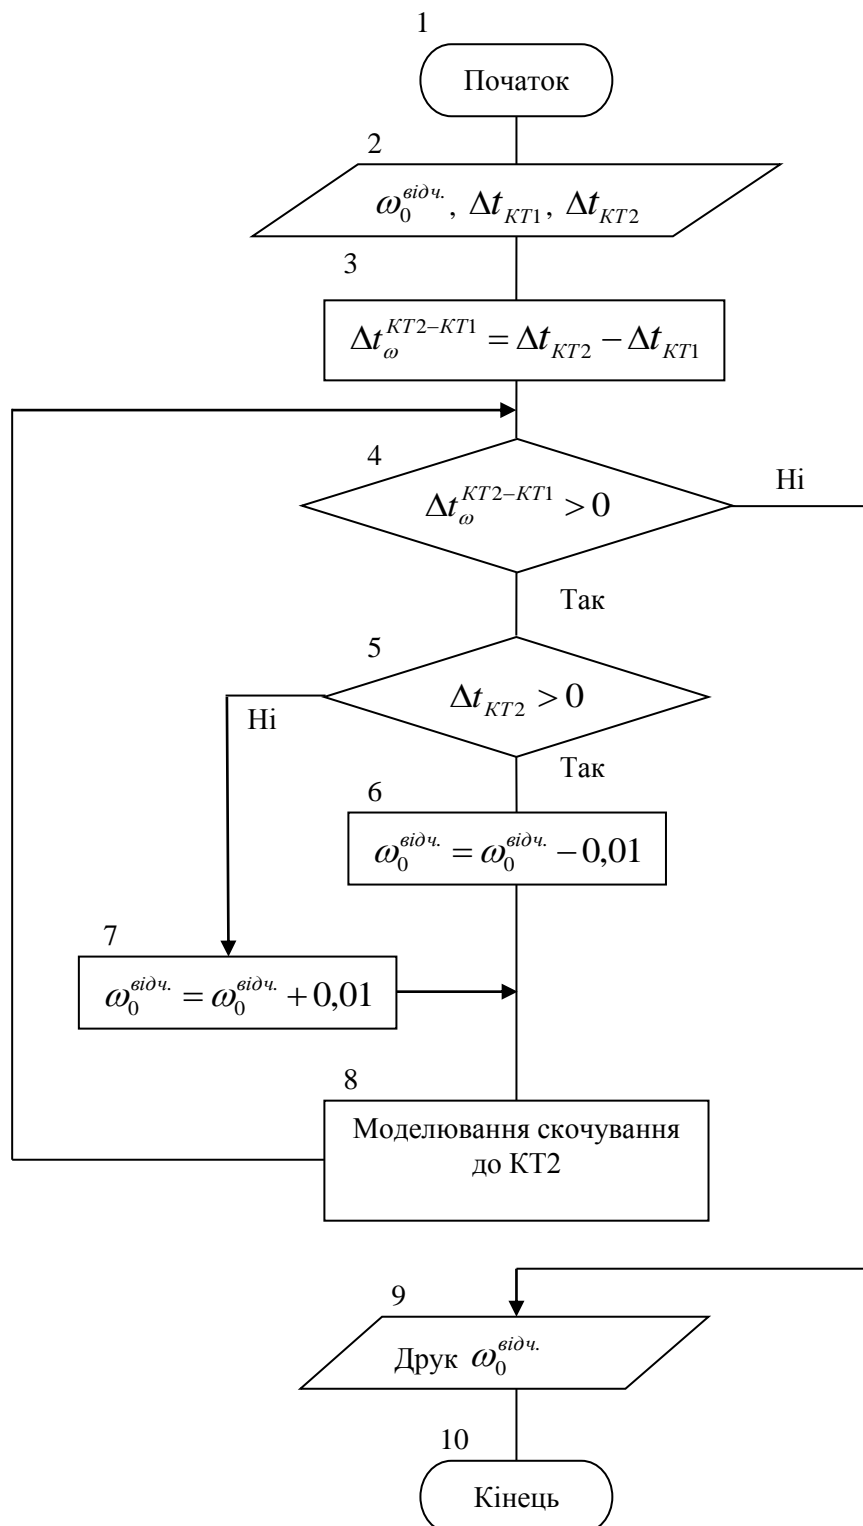 1
Початок
2
ω₀^відч., Δt_КТ1, Δt_КТ2
3
Δt_ω^КТ2−КТ1 = Δt_КТ2 − Δt_КТ1
4
Δt_ω^КТ2−КТ1 > 0
Ні
Так
5
Δt_КТ2 > 0
Ні
Так
6
ω₀^відч. = ω₀^відч. − 0,01
7
ω₀^відч. = ω₀^відч. + 0,01
8
Моделювання скочування
до КТ2
9
Друк ω₀^відч.
10
Кінець